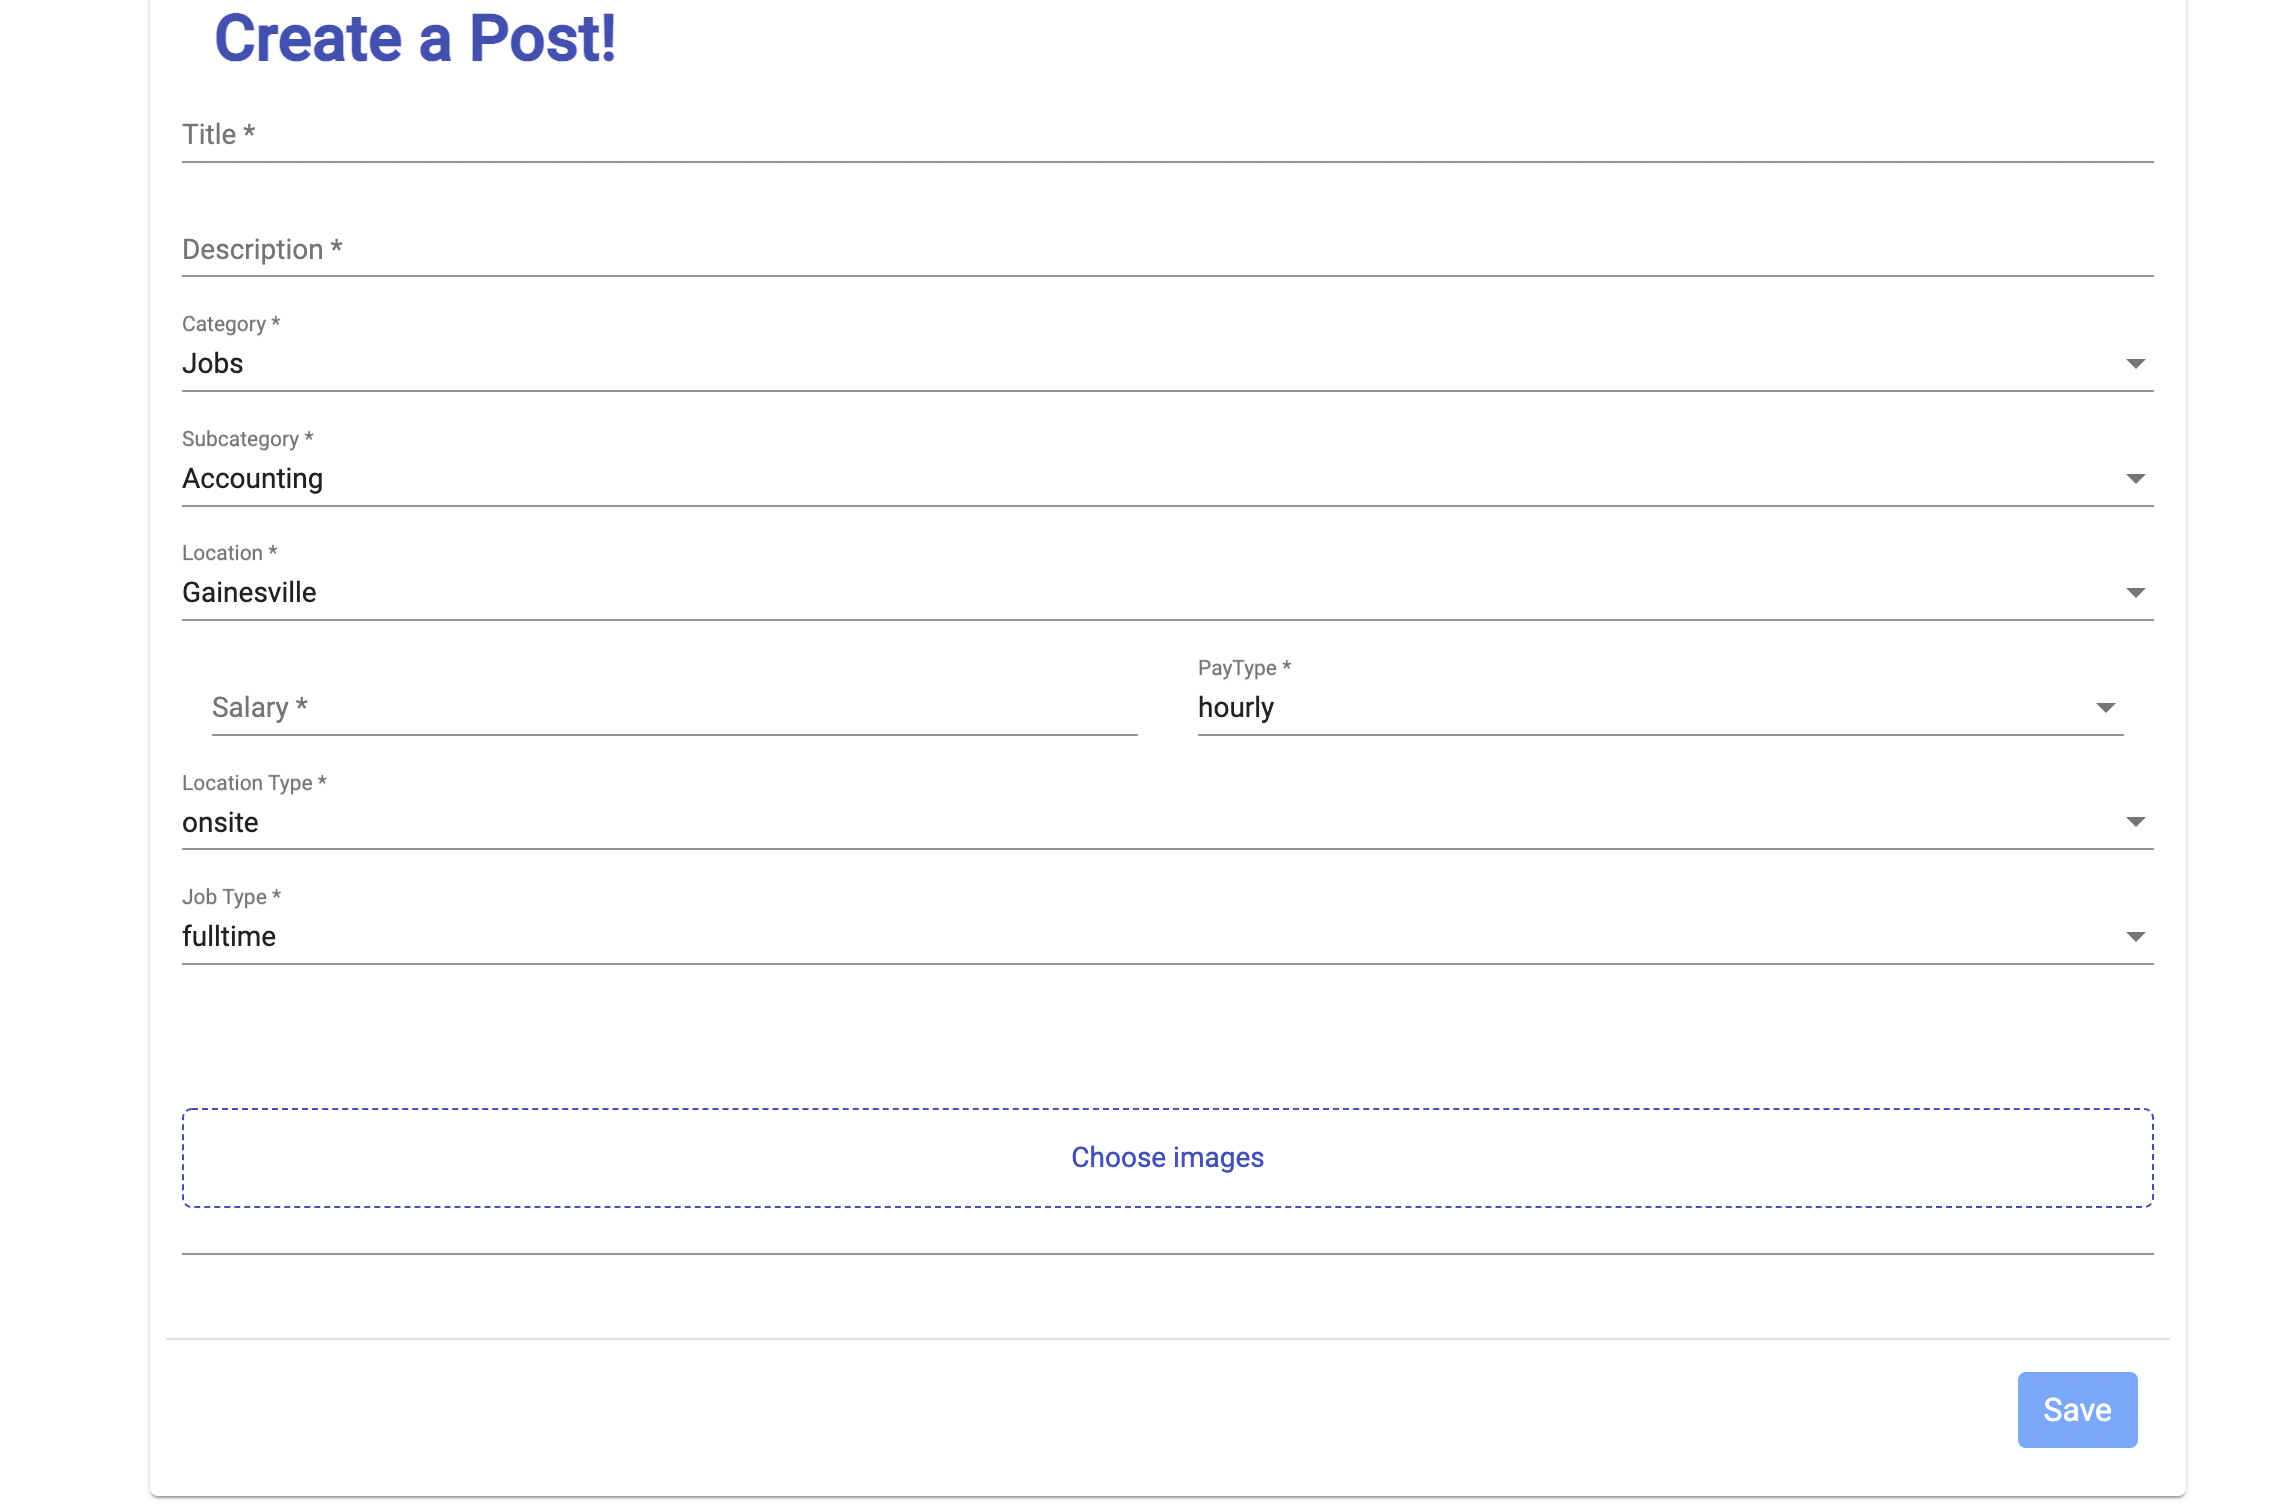 Create a Post!
Title *
Description *
Category *
Jobs
Subcategory *
Accounting
Location *
Gainesville
Salary *
PayType *
hourly
Location Type *
onsite
Job Type *
fulltime
Choose images
Save